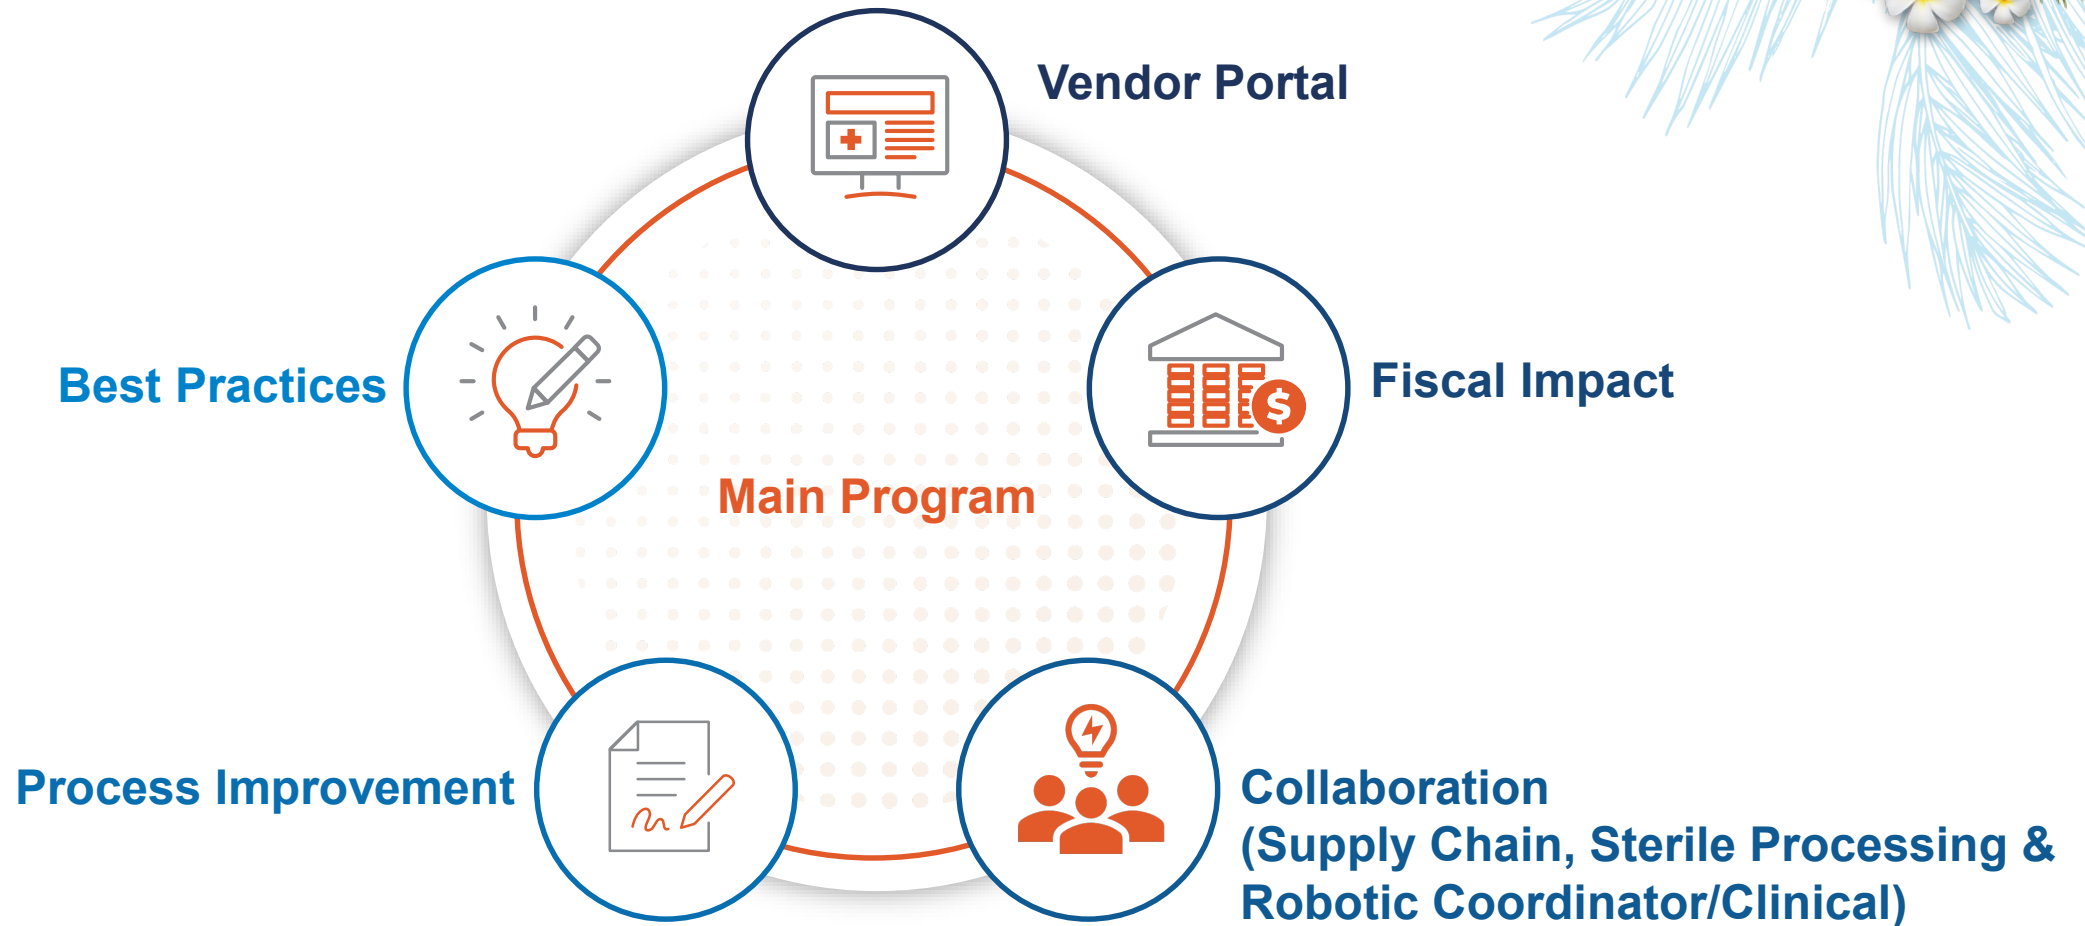 Vendor Portal
Fiscal Impact
Best Practices
Main Program
Process Improvement
Collaboration
(Supply Chain, Sterile Processing &
Robotic Coordinator/Clinical)